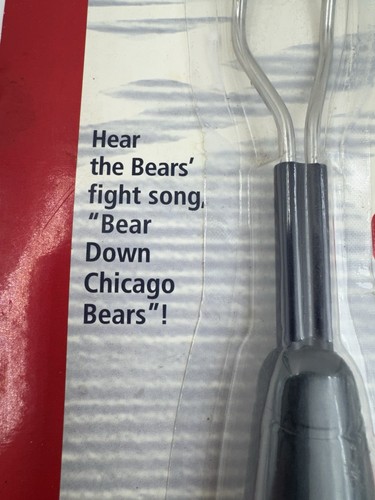 Hear
the Bears’
fight song,
“Bear
Down
Chicago
Bears”!